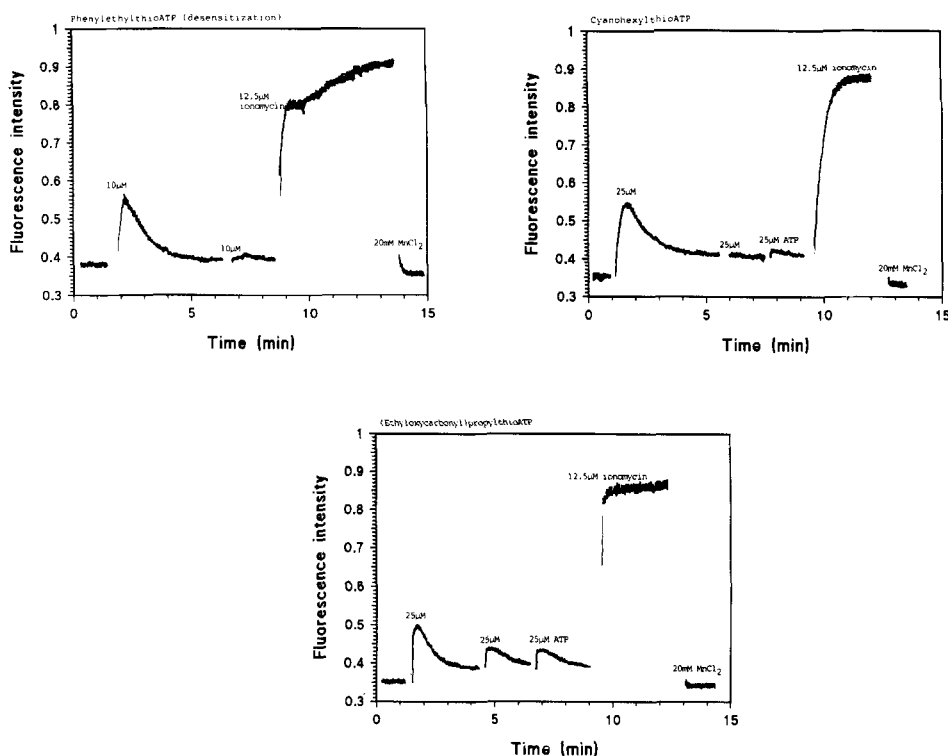 PhenylethylthioATP (desensitization)
1
0.9
0.8
0.7
0.6
0.5
0.4
0.3
Fluorescence intensity
12.5µM
ionomycin
10µM
10µM
20mM MnCl2
0
5
10
15
Time (min)
CyanohexylthioATP
1
0.9
0.8
0.7
0.6
0.5
0.4
0.3
Fluorescence intensity
12.5µM ionomycin
25µM
25µM
25µM ATP
20mM MnCl2
0
5
10
15
Time (min)
(Ethyloxycarbonyl)propylthioATP
1
0.9
0.8
0.7
0.6
0.5
0.4
0.3
Fluorescence intensity
12.5µM ionomycin
25µM
25µM
25µM ATP
20mM MnCl2
0
5
10
15
Time (min)